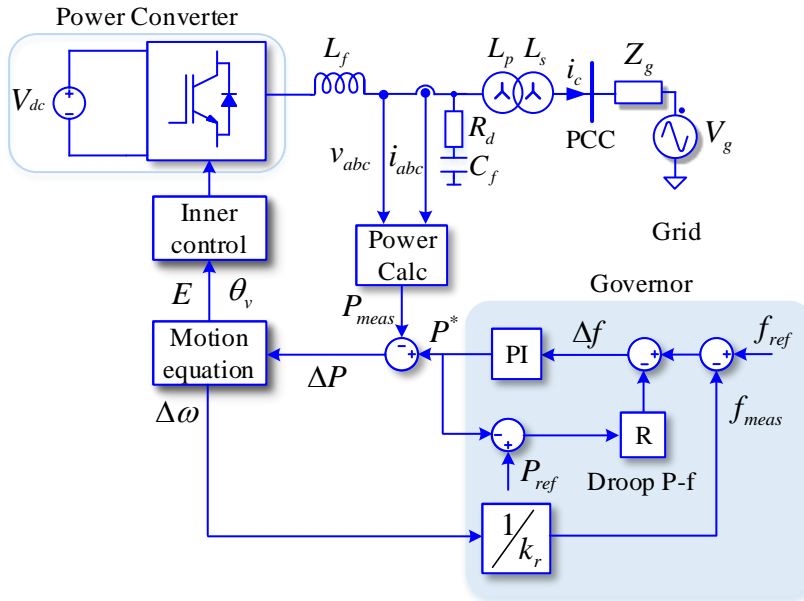 Power Converter
V_dc
L_f
L_p L_s
i_c
Z_g
PCC
V_g
R_d
C_f
v_abc
i_abc
Inner
control
Power
Calc
Grid
E
θ_v
P_meas
Governor
Motion
equation
P*
PI
Δf
f_ref
-
+
-
+
-
+
ΔP
f_meas
Δω
-
+
R
P_ref
Droop P-f
1/k_r